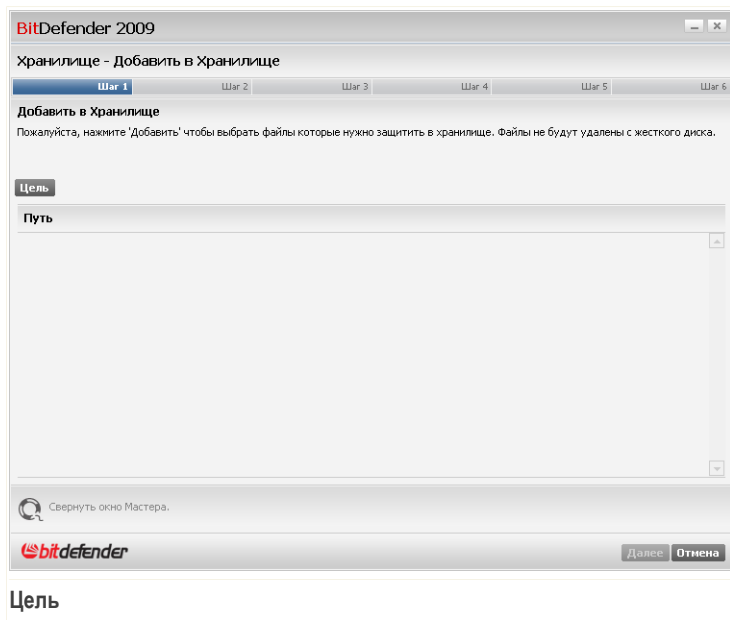 BitDefender 2009
Хранилище - Добавить в Хранилище
Шаг 1 Шаг 2 Шаг 3 Шаг 4 Шаг 5 Шаг 6
Добавить в Хранилище
Пожалуйста, нажмите 'Добавить' чтобы выбрать файлы которые нужно защитить в хранилище. Файлы не будут удалены с жесткого диска.
Цель
Путь
Свернуть окно Мастера.
bitdefender
Далее Отмена
Цель